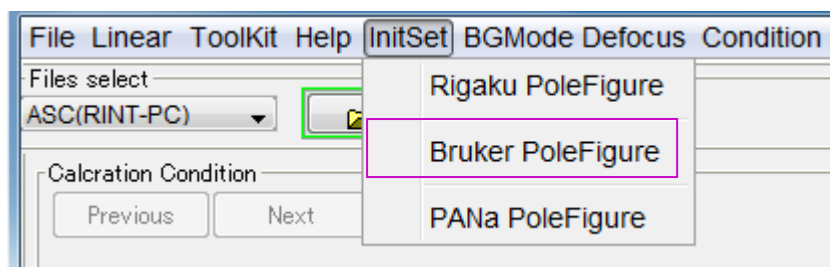 File Linear ToolKit Help InitSet BGMode Defocus Condition
Files select
Rigaku PoleFigure
ASC(RINT-PC)
Bruker PoleFigure
Calcration Condition
Previous Next
PANa PoleFigure